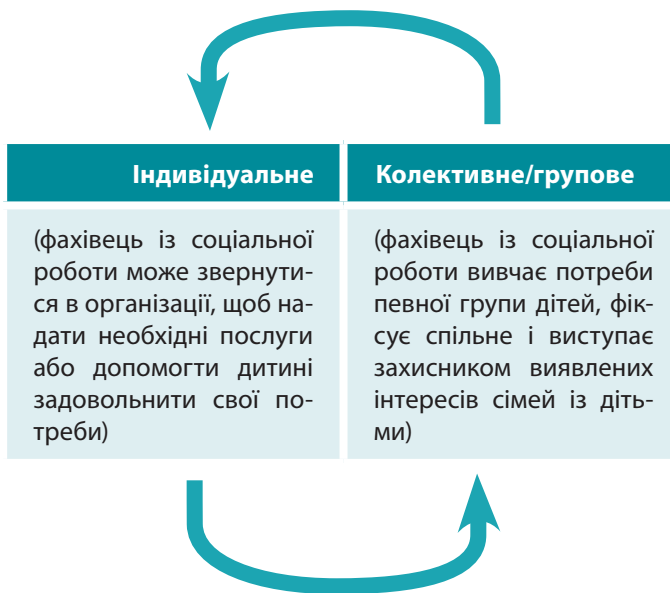 Індивідуальне
(фахівець із соціальної
роботи може звернути-
ся в організації, щоб на-
дати необхідні послуги
або допомогти дитині
задовольнити свої по-
треби)
Колективне/групове
(фахівець із соціальної
роботи вивчає потреби
певної групи дітей, фік-
сує спільне і виступає
захисником виявлених
інтересів сімей із діть-
ми)